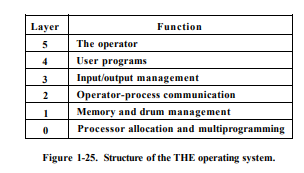 Layer Function
5 The operator
4 User programs
3 Input/output management
2 Operator-process communication
1 Memory and drum management
0 Processor allocation and multiprogramming
Figure 1-25. Structure of the THE operating system.